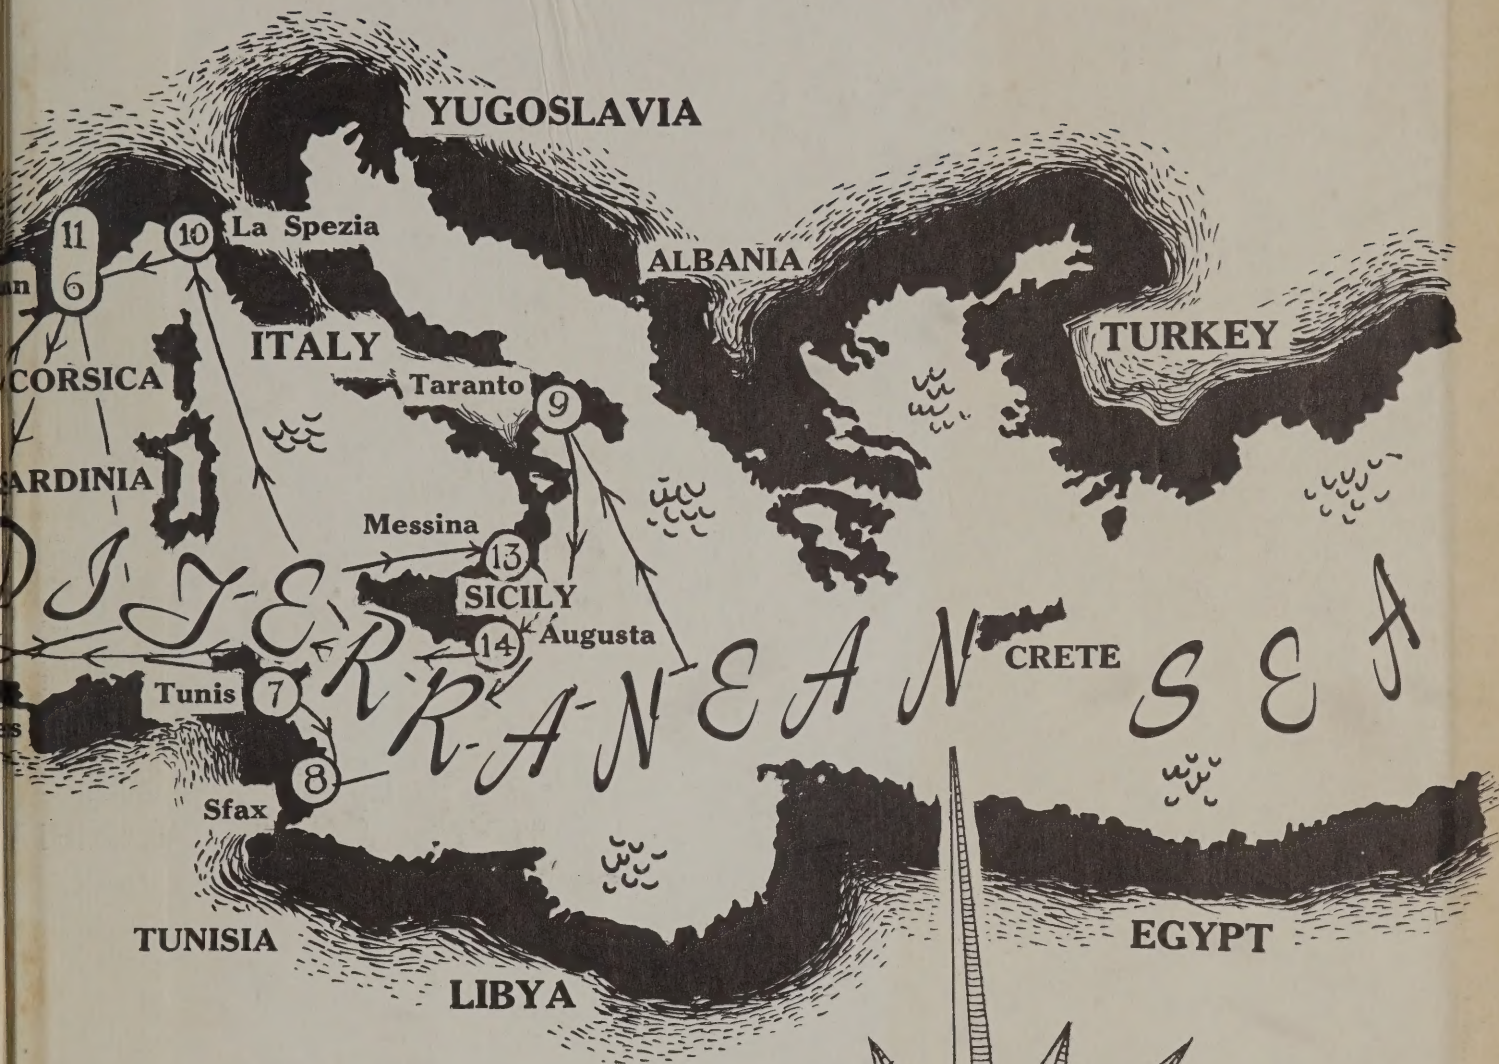 YUGOSLAVIA
11
10
La Spezia
6
ALBANIA
ITALY
TURKEY
CORSICA
Taranto
9
ARDINIA
Messina
13
SICILY
14
Augusta
DITERRANEAN SEA
CRETE
Tunis
7
8
Sfax
TUNISIA
EGYPT
LIBYA